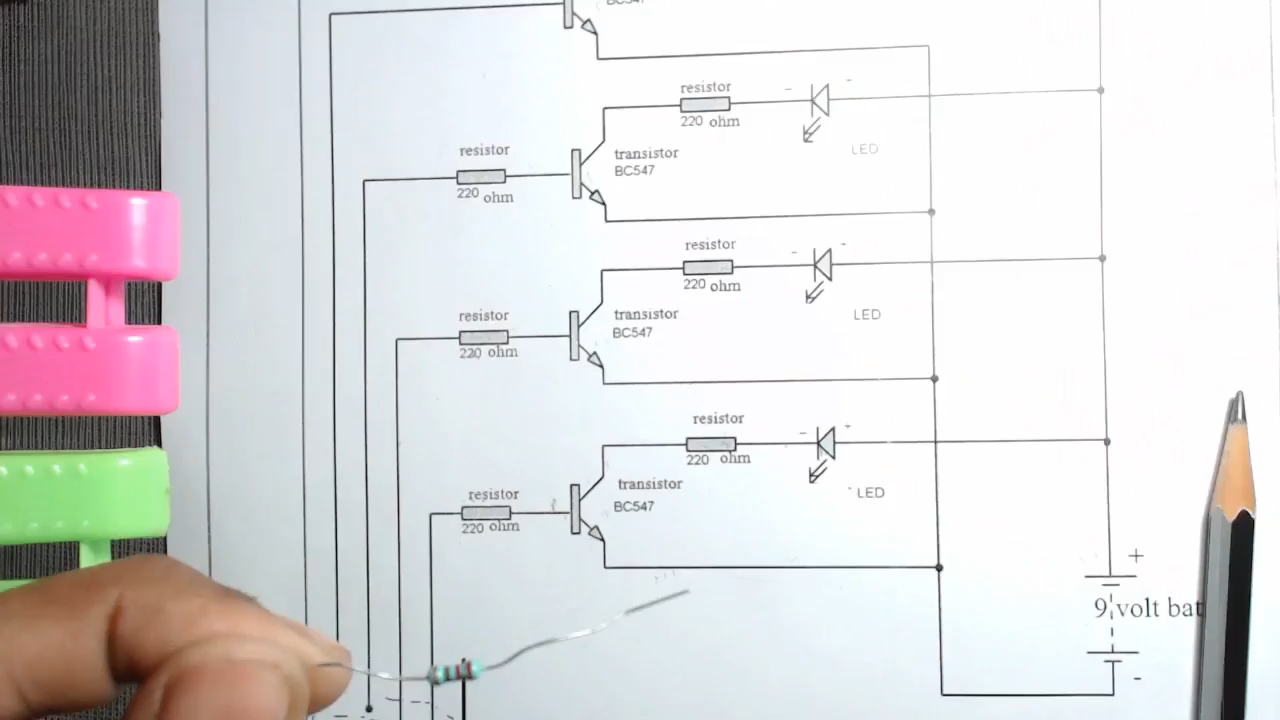 resistor
220 ohm
LED
resistor
220 ohm
transistor
BC547
resistor
220 ohm
LED
resistor
220 ohm
transistor
BC547
resistor
220 ohm
LED
resistor
220 ohm
transistor
BC547
+
9 volt bat
-